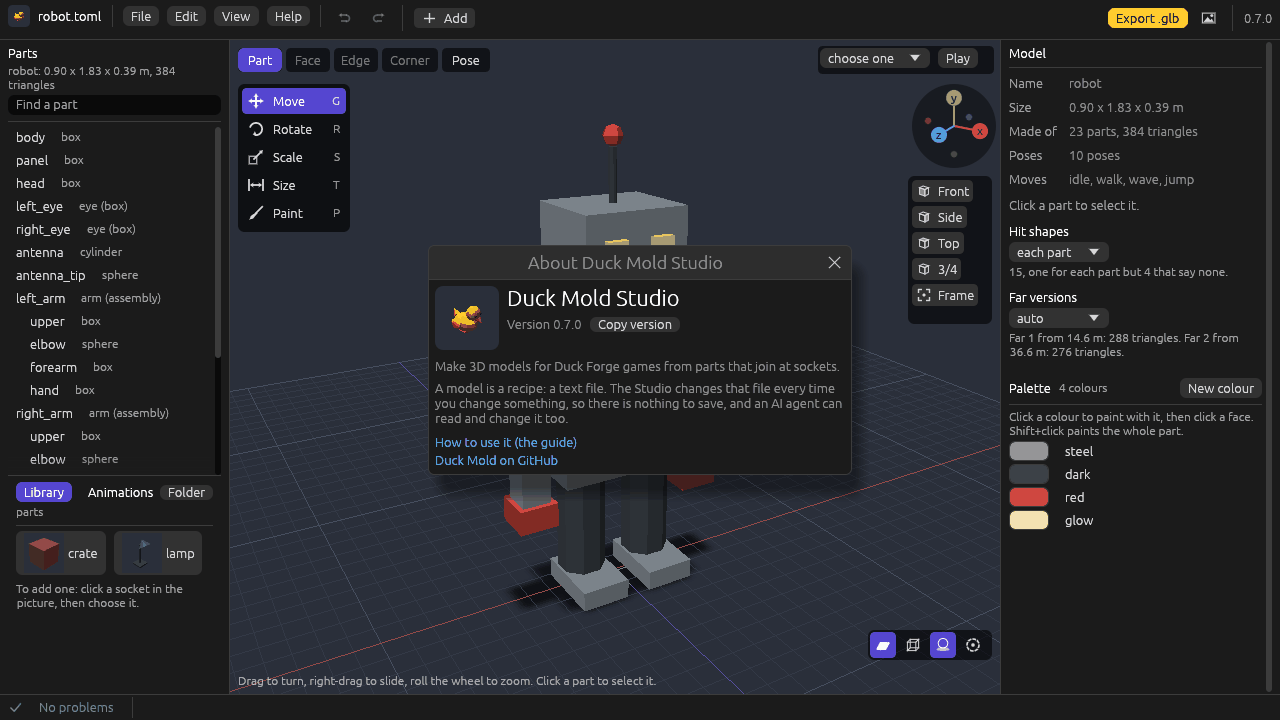 robot.toml File Edit View Help + Add Export .glb 0.7.0
Parts
robot: 0.90 x 1.83 x 0.39 m, 384
triangles
Find a part
body box
panel box
head box
left_eye eye (box)
right_eye eye (box)
antenna cylinder
antenna_tip sphere
left_arm arm (assembly)
upper box
elbow sphere
forearm box
hand box
right_arm arm (assembly)
upper box
elbow sphere
Library Animations Folder
parts
crate lamp
To add one: click a socket in the
picture, then choose it.
Part Face Edge Corner Pose
Move G
Rotate R
Scale S
Size T
Paint P
choose one Play
y
x
z
Front
Side
Top
3/4
Frame
About Duck Mold Studio
Duck Mold Studio
Version 0.7.0 Copy version
Make 3D models for Duck Forge games from parts that join at sockets.
A model is a recipe: a text file. The Studio changes that file every time
you change something, so there is nothing to save, and an AI agent can
read and change it too.
How to use it (the guide)
Duck Mold on GitHub
Drag to turn, right-drag to slide, roll the wheel to zoom. Click a part to select it.
Model
Name robot
Size 0.90 x 1.83 x 0.39 m
Made of 23 parts, 384 triangles
Poses 10 poses
Moves idle, walk, wave, jump
Click a part to select it.
Hit shapes
each part
15, one for each part but 4 that say none.
Far versions
auto
Far 1 from 14.6 m: 288 triangles. Far 2 from
36.6 m: 276 triangles.
Palette 4 colours New colour
Click a colour to paint with it, then click a face.
Shift+click paints the whole part.
steel
dark
red
glow
No problems